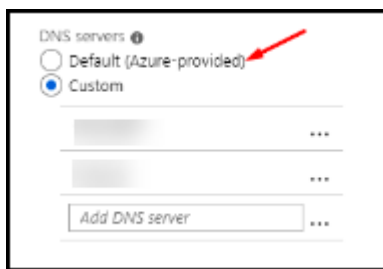 DNS servers
Default (Azure-provided)
Custom
...
...
Add DNS server
...